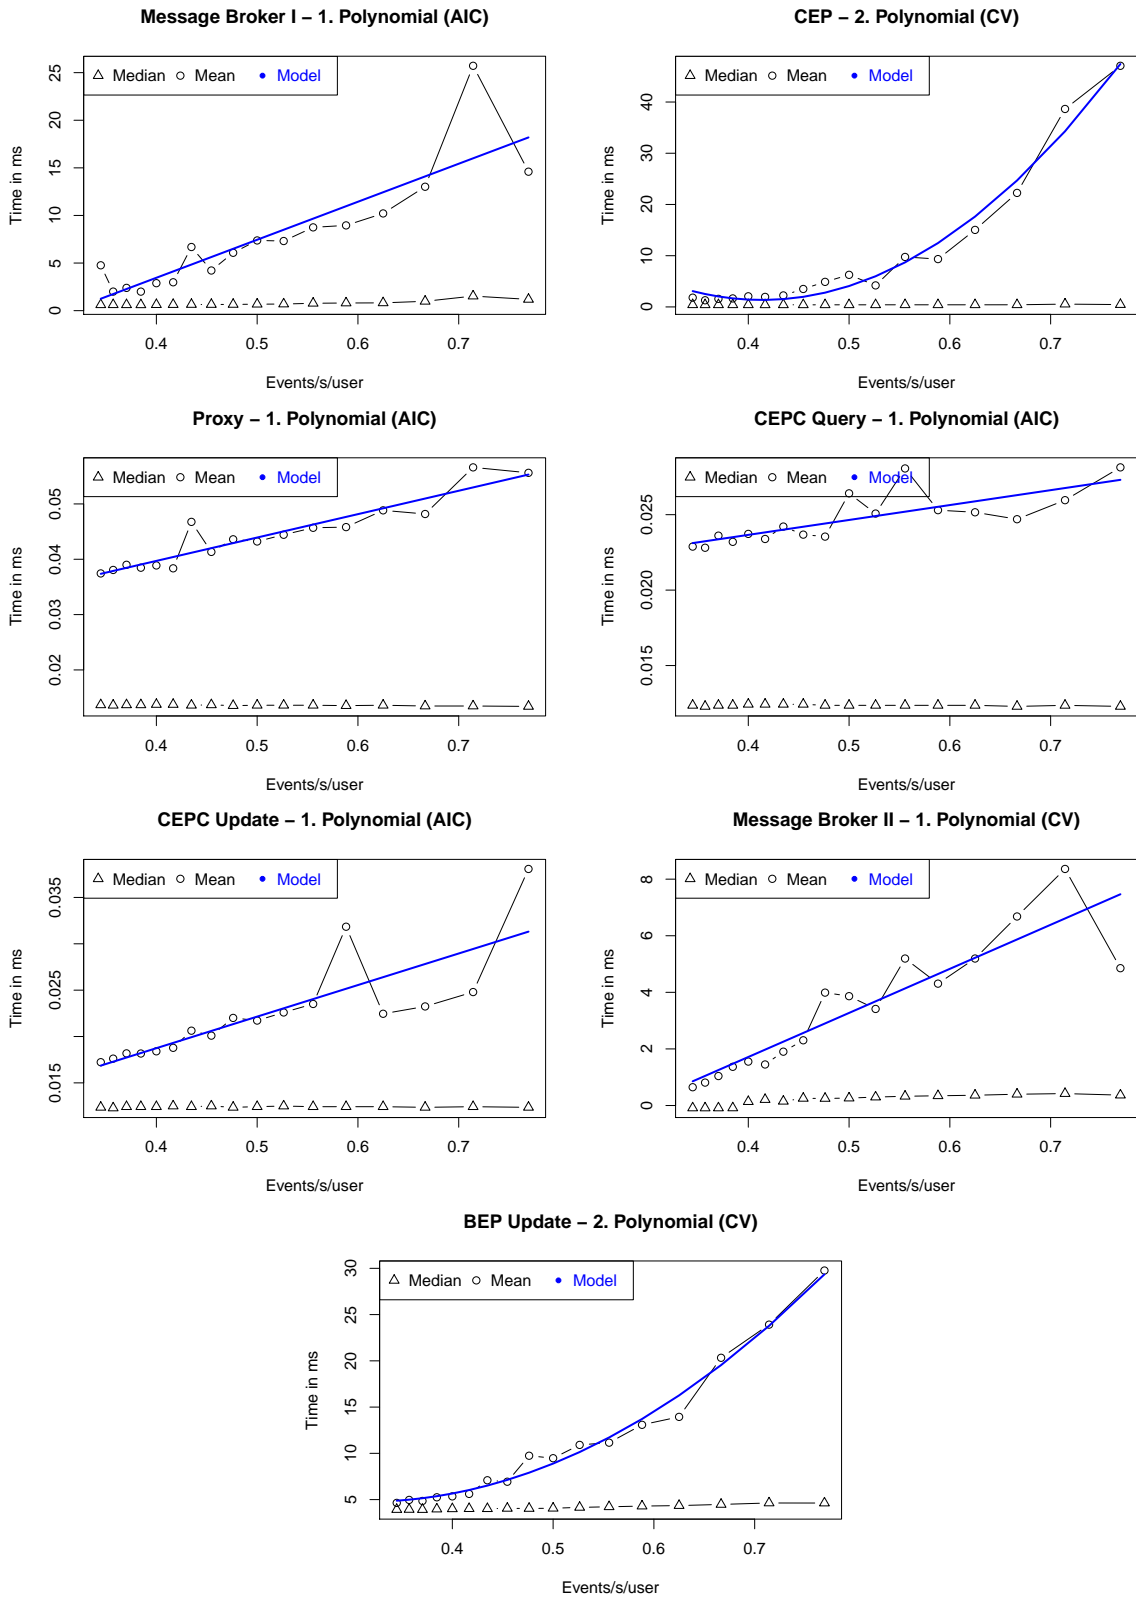 Message Broker I − 1. Polynomial (AIC)
Median Mean Model
Time in ms
0 5 10 15 20 25
0.4 0.5 0.6 0.7
Events/s/user
CEP − 2. Polynomial (CV)
Median Mean Model
Time in ms
0 10 20 30 40
0.4 0.5 0.6 0.7
Events/s/user
Proxy − 1. Polynomial (AIC)
Median Mean Model
Time in ms
0.02 0.03 0.04 0.05
0.4 0.5 0.6 0.7
Events/s/user
CEPC Query − 1. Polynomial (AIC)
Median Mean Model
Time in ms
0.015 0.020 0.025
0.4 0.5 0.6 0.7
Events/s/user
CEPC Update − 1. Polynomial (AIC)
Median Mean Model
Time in ms
0.015 0.025 0.035
0.4 0.5 0.6 0.7
Events/s/user
Message Broker II − 1. Polynomial (CV)
Median Mean Model
Time in ms
0 2 4 6 8
0.4 0.5 0.6 0.7
Events/s/user
BEP Update − 2. Polynomial (CV)
Median Mean Model
Time in ms
5 10 15 20 25 30
0.4 0.5 0.6 0.7
Events/s/user